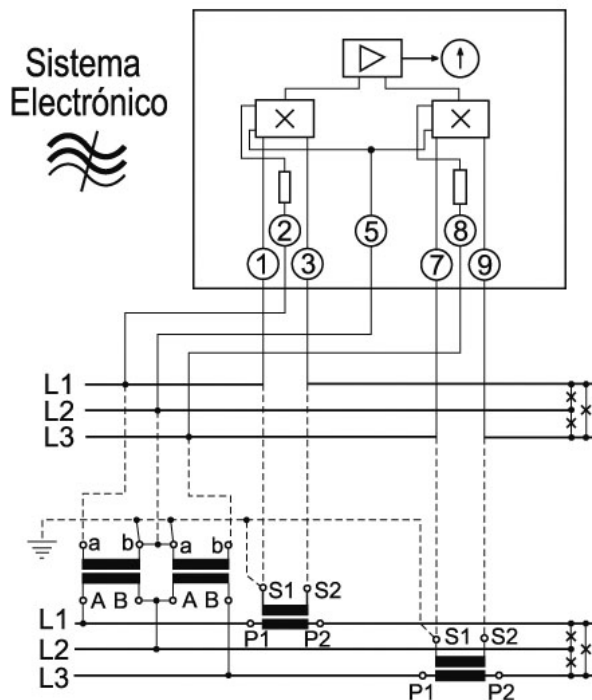 Sistema
Electrónico
2 5 8
1 3 7 9
L1
L2
L3
a b a b
S1 S2
A B A B
L1 P1 P2 S1 S2
L2
L3 P1 P2